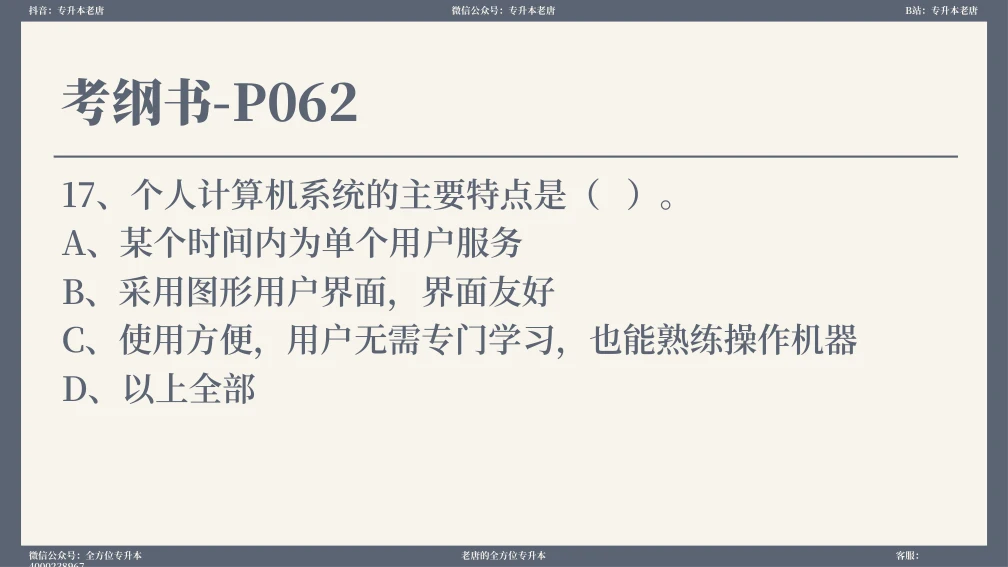 抖音：专升本老唐
微信公众号：专升本老唐
B站：专升本老唐
考纲书-P062
17、个人计算机系统的主要特点是（ ）。
A、某个时间内为单个用户服务
B、采用图形用户界面，界面友好
C、使用方便，用户无需专门学习，也能熟练操作机器
D、以上全部
微信公众号：全方位专升本
老唐的全方位专升本
客服：
4000238967